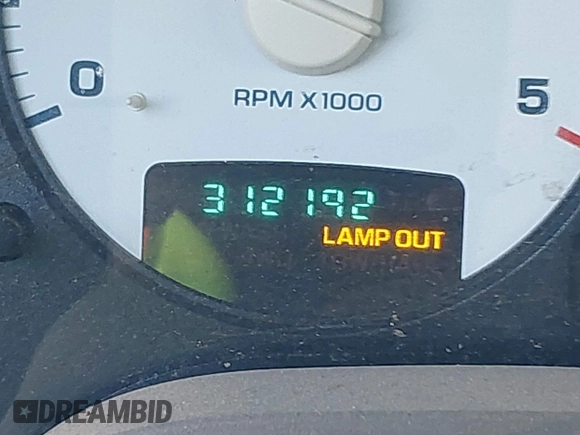 0
RPM X1000
5
312192
LAMP OUT
DREAMBID